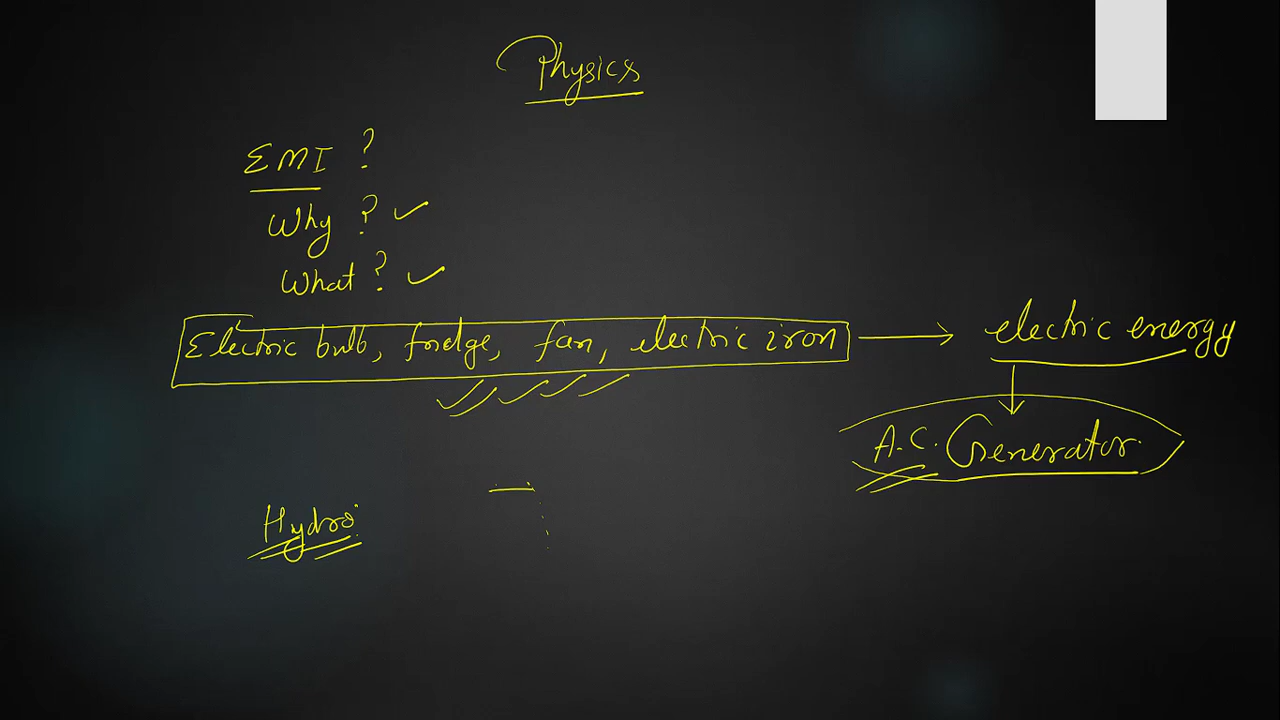 Physics
EMI ?
Why ? ✓
What ? ✓
Electric bulb, fridge, fan, electric iron → electric energy
A.C. Generator
Hydro